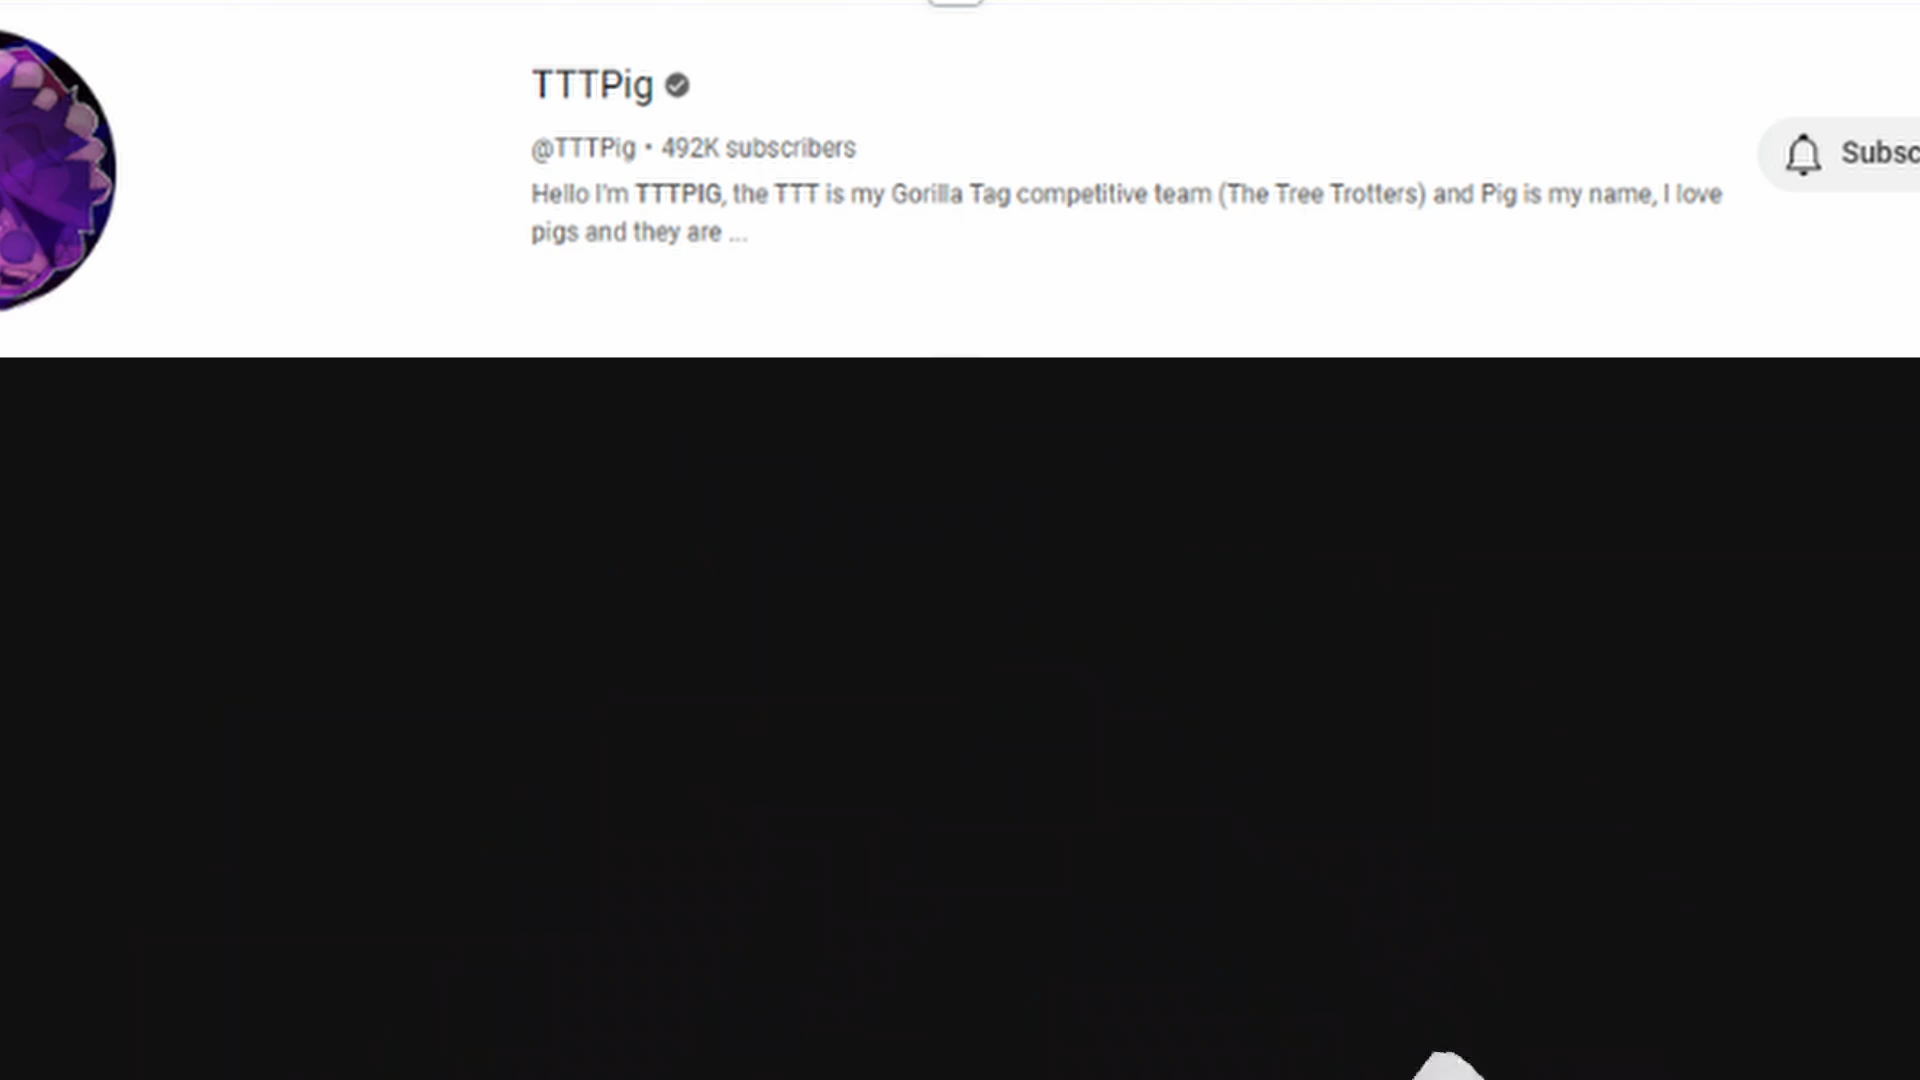 TTTPig
@TTTPig • 492K subscribers
Hello I'm TTTPIG, the TTT is my Gorilla Tag competitive team (The Tree Trotters) and Pig is my name, I love
pigs and they are ...
Subsc